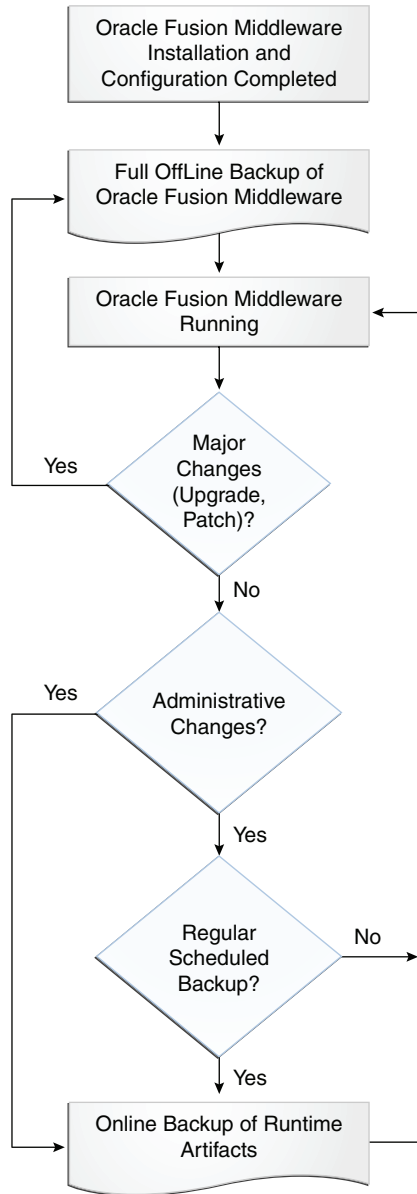 Oracle Fusion Middleware
Installation and
Configuration Completed
Full OffLine Backup of
Oracle Fusion Middleware
Oracle Fusion Middleware
Running
Major
Changes
(Upgrade,
Patch)?
Yes
No
Yes
Administrative
Changes?
Yes
Regular
Scheduled
Backup?
No
Yes
Online Backup of Runtime
Artifacts